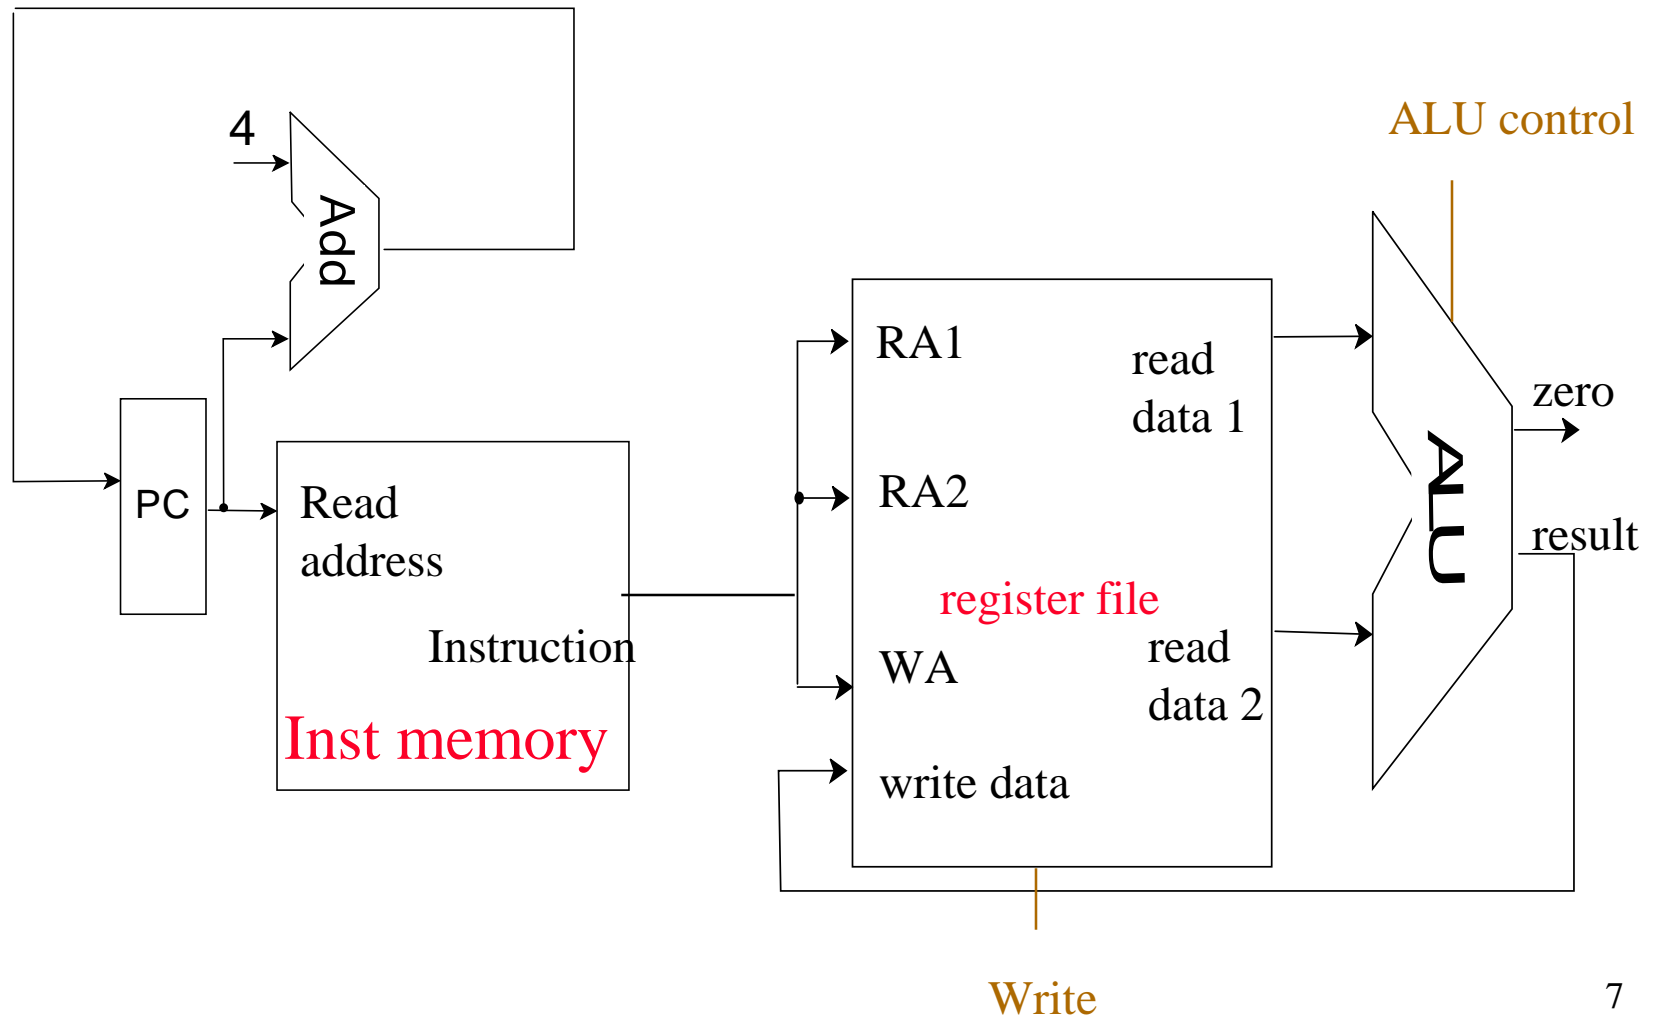 4
Add
ALU control
PC
Read
address
Instruction
Inst memory
RA1
read
data 1
RA2
register file
WA
read
data 2
write data
ALU
zero
result
Write
7